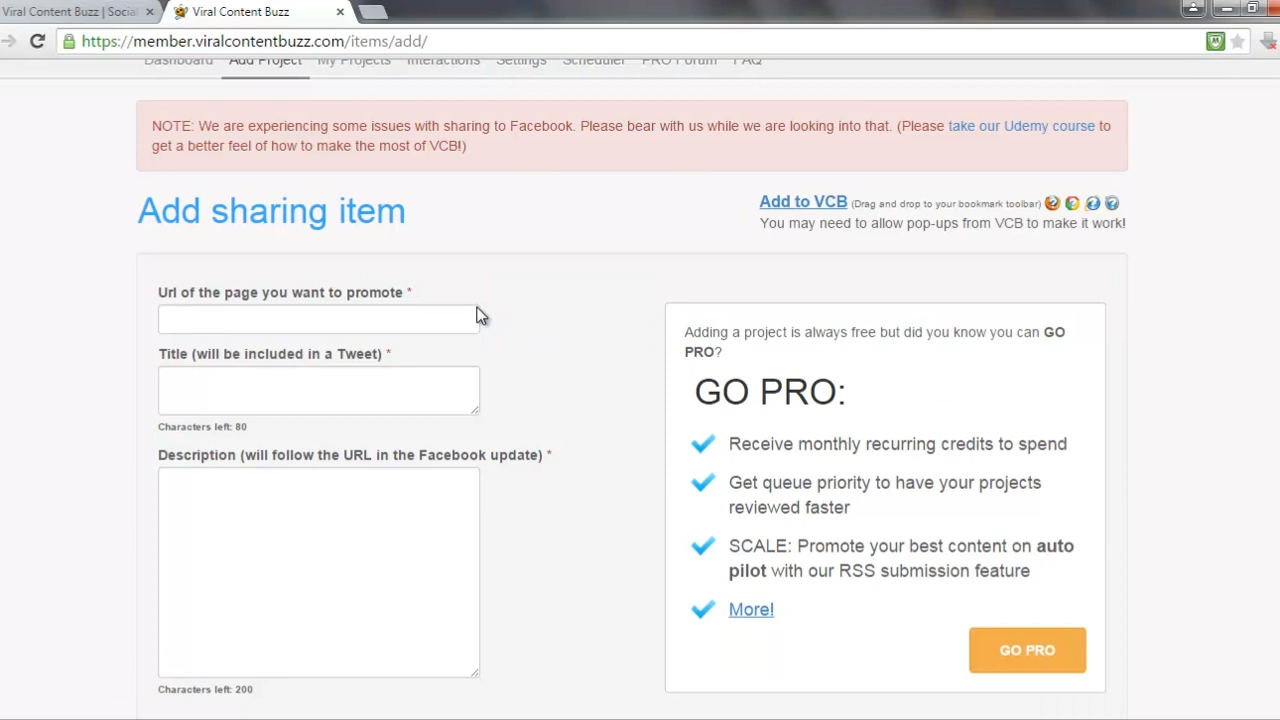 Viral Content Buzz | Social
Viral Content Buzz
https://member.viralcontentbuzz.com/items/add/
Dashboard Add Project My Projects Interactions Settings Scheduler PRO Forum FAQ
NOTE: We are experiencing some issues with sharing to Facebook. Please bear with us while we are looking into that. (Please take our Udemy course to
get a better feel of how to make the most of VCB!)
Add sharing item
Add to VCB (Drag and drop to your bookmark toolbar)
You may need to allow pop-ups from VCB to make it work!
Url of the page you want to promote *
Title (will be included in a Tweet) *
Characters left: 80
Description (will follow the URL in the Facebook update) *
Characters left: 200
Adding a project is always free but did you know you can GO
PRO?
GO PRO:
Receive monthly recurring credits to spend
Get queue priority to have your projects
reviewed faster
SCALE: Promote your best content on auto
pilot with our RSS submission feature
More!
GO PRO